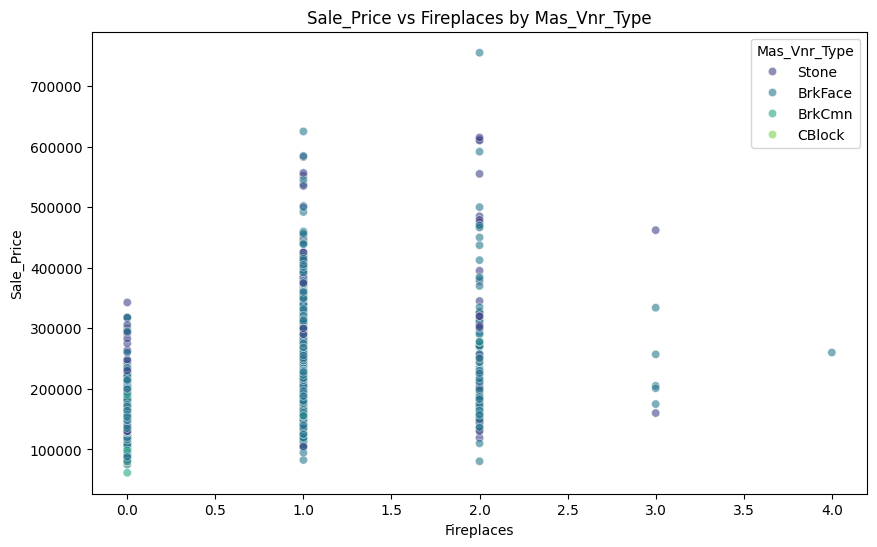 Sale_Price vs Fireplaces by Mas_Vnr_Type
Mas_Vnr_Type
Stone
BrkFace
BrkCmn
CBlock
Sale_Price
700000
600000
500000
400000
300000
200000
100000
0.0 0.5 1.0 1.5 2.0 2.5 3.0 3.5 4.0
Fireplaces